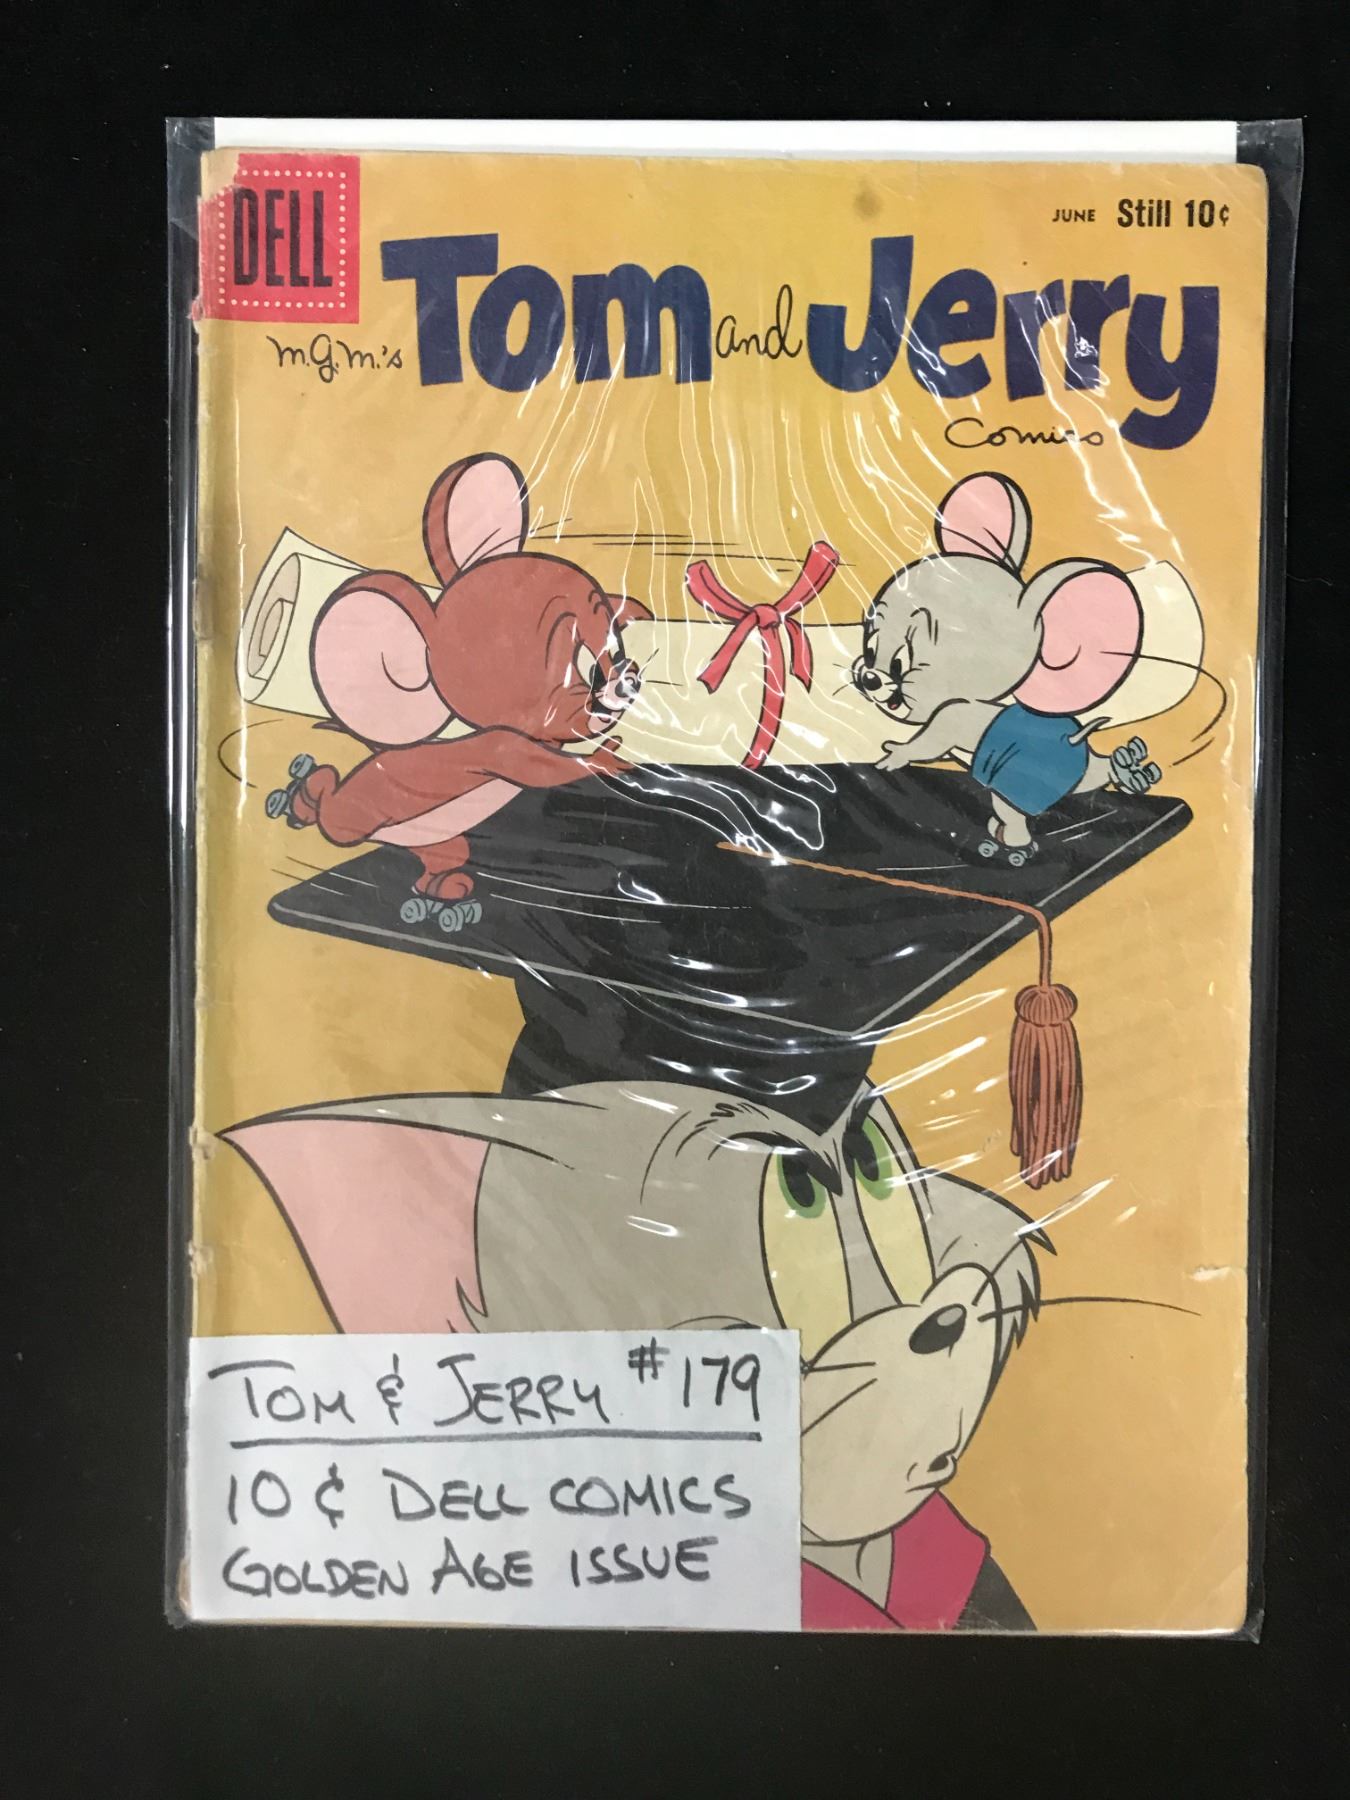 DELL
JUNE Still 10¢
M.G.M.'s Tom and Jerry
Comics
TOM & JERRY #179
10¢ DELL COMICS
GOLDEN AGE ISSUE